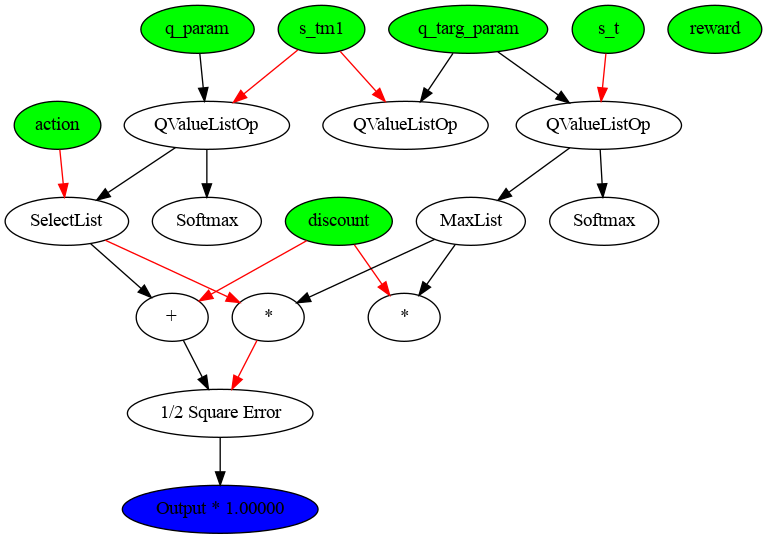 q_param
s_tm1
q_targ_param
s_t
reward
action
QValueListOp
QValueListOp
QValueListOp
SelectList
Softmax
discount
MaxList
Softmax
+
*
*
1/2 Square Error
Output * 1.00000